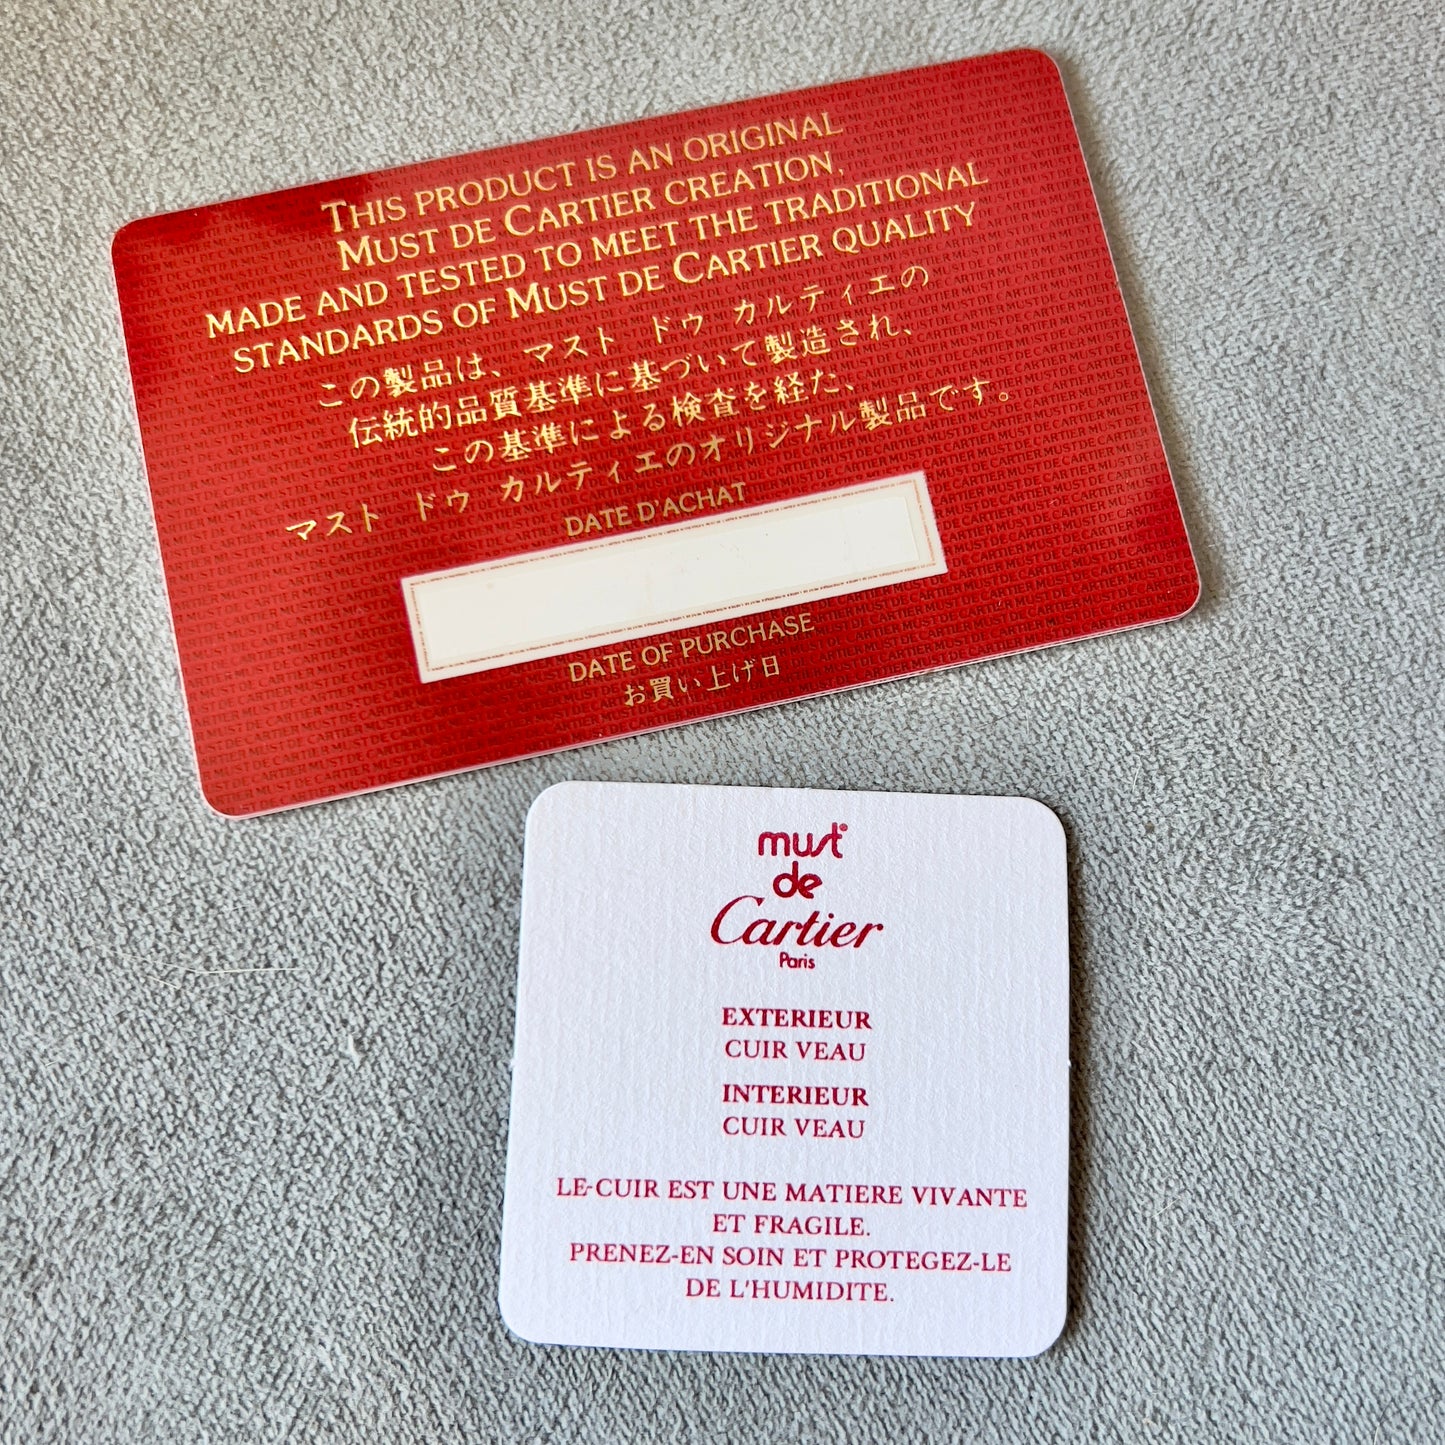 THIS PRODUCT IS AN ORIGINAL
MUST DE CARTIER CREATION,
MADE AND TESTED TO MEET THE TRADITIONAL
STANDARDS OF MUST DE CARTIER QUALITY
この製品は、マスト ドゥ カルティエの
伝統的品質基準に基づいて製造され、
この基準による検査を経た、
マスト ドゥ カルティエのオリジナル製品です。
DATE D'ACHAT
DATE OF PURCHASE
お買い上げ日
must®
de
Cartier
Paris
EXTERIEUR
CUIR VEAU
INTERIEUR
CUIR VEAU
LE-CUIR EST UNE MATIERE VIVANTE
ET FRAGILE.
PRENEZ-EN SOIN ET PROTEGEZ-LE
DE L'HUMIDITE.